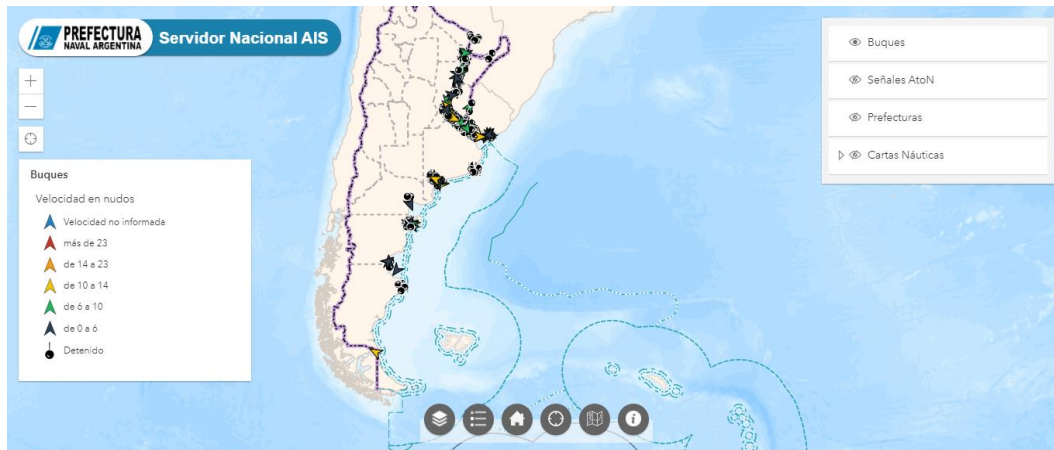 PREFECTURA
NAVAL ARGENTINA
Servidor Nacional AIS
Buques
Velocidad en nudos
Velocidad no informada
más de 23
de 14 a 23
de 10 a 14
de 6 a 10
de 0 a 6
Detenido
Buques
Señales AtoN
Prefecturas
Cartas Náuticas